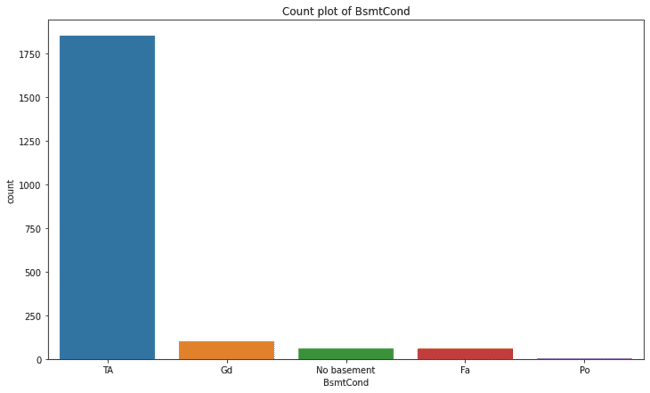 Count plot of BsmtCond
1750
1500
1250
1000
750
500
250
0
count
TA Gd No basement Fa Po
BsmtCond